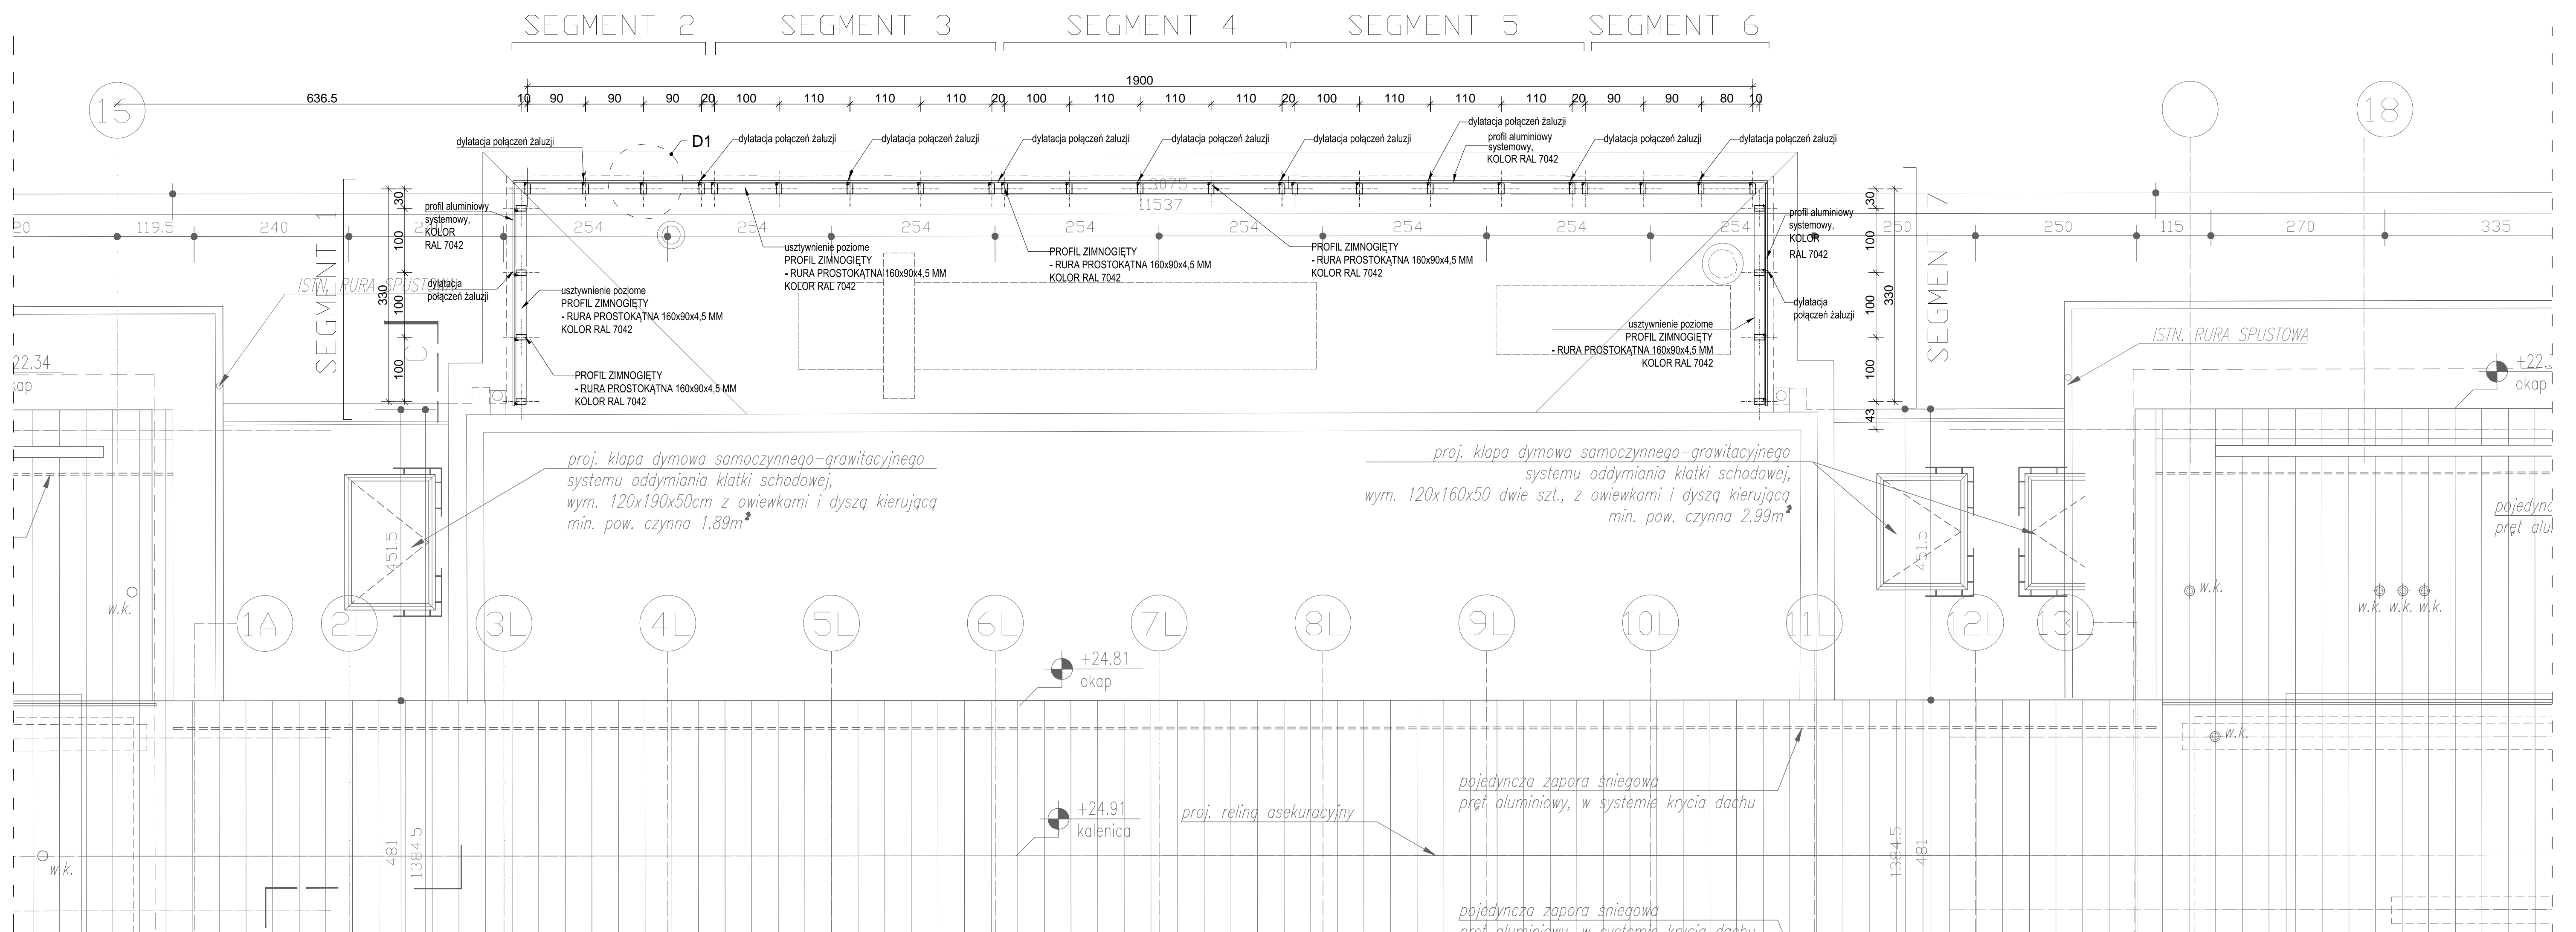 SEGMENT 2
SEGMENT 3
SEGMENT 4
SEGMENT 5
SEGMENT 6
1900
636.5
10
90
90
90
20
100
110
110
110
20
100
110
110
110
20
100
110
110
110
20
90
90
80
10
16
18
D1
dylatacja połączeń żaluzji
dylatacja połączeń żaluzji
dylatacja połączeń żaluzji
dylatacja połączeń żaluzji
dylatacja połączeń żaluzji
dylatacja połączeń żaluzji
dylatacja połączeń żaluzji
dylatacja połączeń żaluzji
dylatacja połączeń żaluzji
profil aluminiowy
systemowy,
KOLOR RAL 7042
3075
11537
20
119.5
240
254
254
254
254
254
254
254
250
250
115
270
335
SEGMENT 1
330
30
100
100
100
profil aluminiowy
systemowy,
KOLOR
RAL 7042
ISTN. RURA SPUSTOWA
dylatacja
połączeń żaluzji
C
usztywnienie poziome
PROFIL ZIMNOGIĘTY
- RURA PROSTOKĄTNA 160x90x4,5 MM
KOLOR RAL 7042
PROFIL ZIMNOGIĘTY
- RURA PROSTOKĄTNA 160x90x4,5 MM
KOLOR RAL 7042
usztywnienie poziome
PROFIL ZIMNOGIĘTY
- RURA PROSTOKĄTNA 160x90x4,5 MM
KOLOR RAL 7042
PROFIL ZIMNOGIĘTY
- RURA PROSTOKĄTNA 160x90x4,5 MM
KOLOR RAL 7042
PROFIL ZIMNOGIĘTY
- RURA PROSTOKĄTNA 160x90x4,5 MM
KOLOR RAL 7042
usztywnienie poziome
PROFIL ZIMNOGIĘTY
- RURA PROSTOKĄTNA 160x90x4,5 MM
KOLOR RAL 7042
profil aluminiowy
systemowy,
KOLOR
RAL 7042
dylatacja
połączeń żaluzji
30
100
100
100
43
330
SEGMENT 7
ISTN. RURA SPUSTOWA
22.34
okap
proj. klapa dymowa samoczynnego-grawitacyjnego
systemu oddymiania klatki schodowej,
wym. 120x190x50cm z owiewkami i dyszą kierującą
min. pow. czynna 1.89m²
proj. klapa dymowa samoczynnego-grawitacyjnego
systemu oddymiania klatki schodowej,
wym. 120x160x50 dwie szt., z owiewkami i dyszą kierującą
min. pow. czynna 2.99m²
451.5
451.5
w.k.
w.k.
w.k. w.k. w.k.
1A
2L
3L
4L
5L
6L
7L
8L
9L
10L
11L
12L
13L
+24.81
okap
w.k.
pojedyncza zapora śniegowa
pręt aluminiowy, w systemie krycia dachu
+24.91
kalenica
proj. reling asekuracyjny
481
1384.5
1384.5
481
w.k.
pojedyncza zapora śniegowa
pręt aluminiowy, w systemie krycia dachu